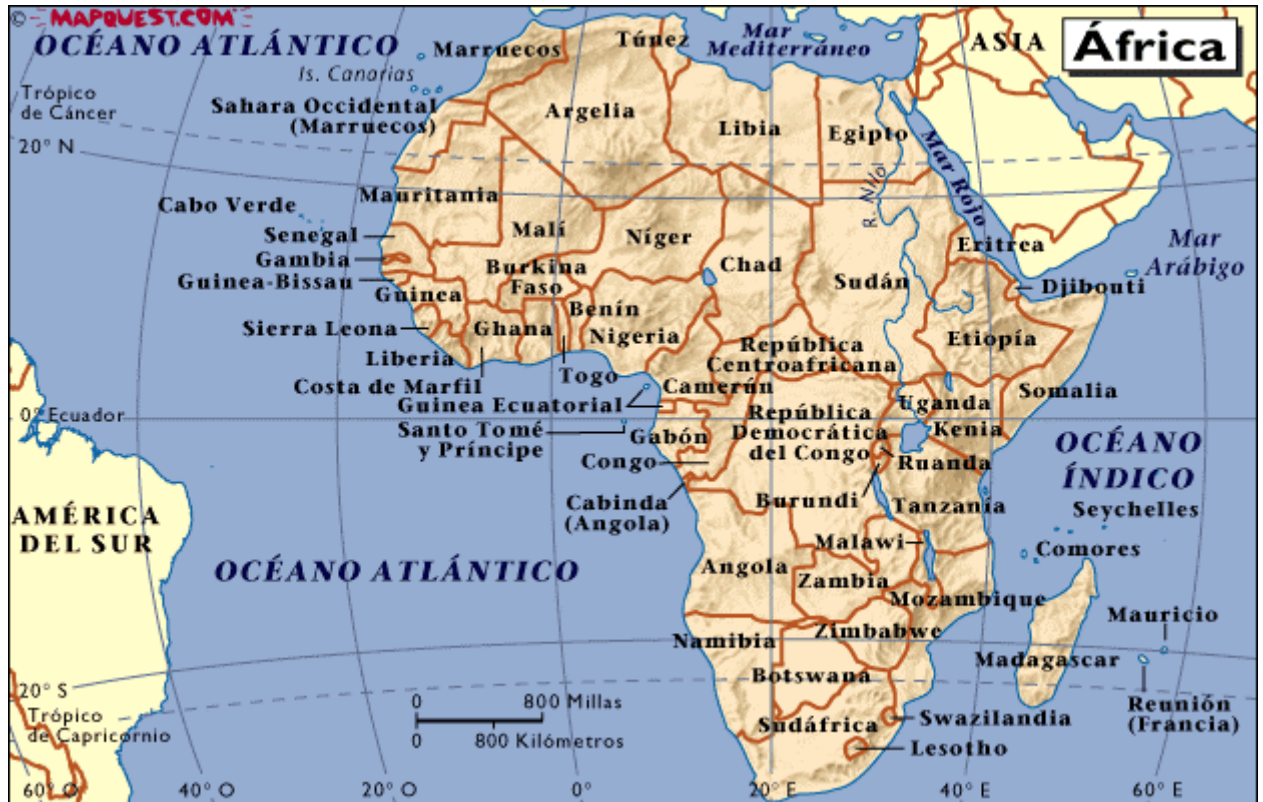 © MAPQUEST.COM™
África
OCÉANO ATLÁNTICO
Marruecos
Túnez
Mar
Mediterráneo
ASIA
Is. Canarias
Trópico
de Cáncer
Sahara Occidental
(Marruecos)
Argelia
Libia
Egipto
20° N
Mar Rojo
R. Nilo
Mauritania
Cabo Verde
Senegal
Malí
Níger
Chad
Sudán
Eritrea
Mar
Arábigo
Gambia
Guinea-Bissau
Burkina
Faso
Djibouti
Guinea
Benín
Sierra Leona
Ghana
Nigeria
Etiopía
República
Centroafricana
Liberia
Togo
Costa de Marfil
Camerún
Somalia
Guinea Ecuatorial
Uganda
0° Ecuador
República
Democrática
del Congo
Santo Tomé
y Príncipe
Gabón
Kenia
OCÉANO
ÍNDICO
Congo
Ruanda
Cabinda
(Angola)
Burundi
Tanzanía
Seychelles
AMÉRICA
DEL SUR
Malawi
Comores
OCÉANO ATLÁNTICO
Angola
Zambia
Mozambique
Mauricio
Namibia
Zimbabwe
Madagascar
Botswana
20° S
Reunión
(Francia)
Trópico
de Capricornio
0 800 Millas
0 800 Kilómetros
Sudáfrica
Swazilandia
Lesotho
60° O
40° O
20° O
0°
20° E
40° E
60° E